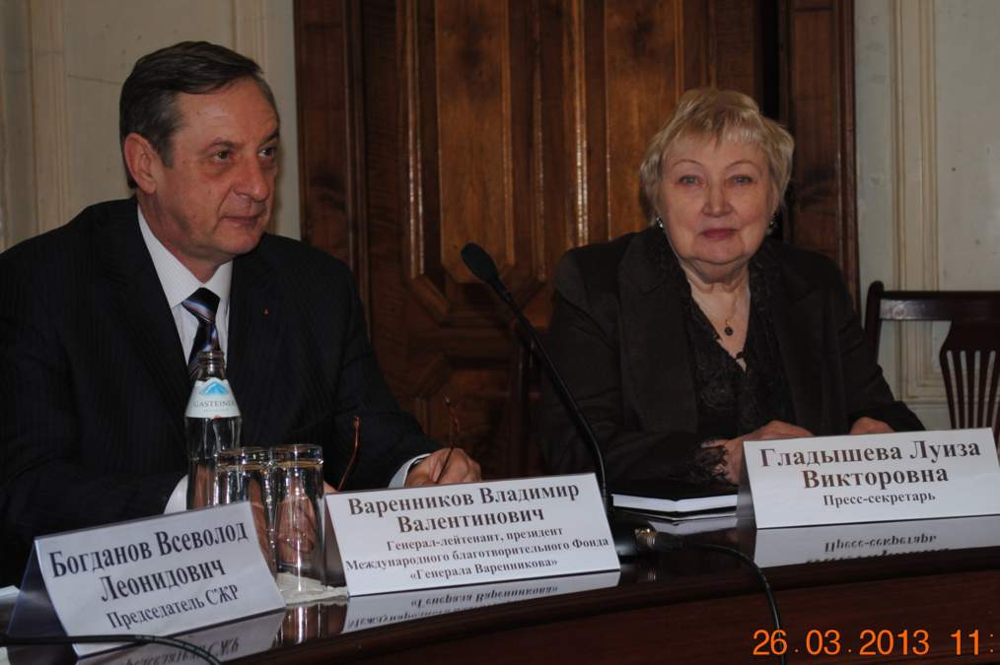 Богданов Всеволод
Леонидович
Председатель СЖР
Варенников Владимир
Валентинович
Генерал-лейтенант, президент
Международного благотворительного Фонда
«Генерала Варенникова»
Гладышева Луиза
Викторовна
Пресс-секретарь
GASTEINER
26.03.2013 11: